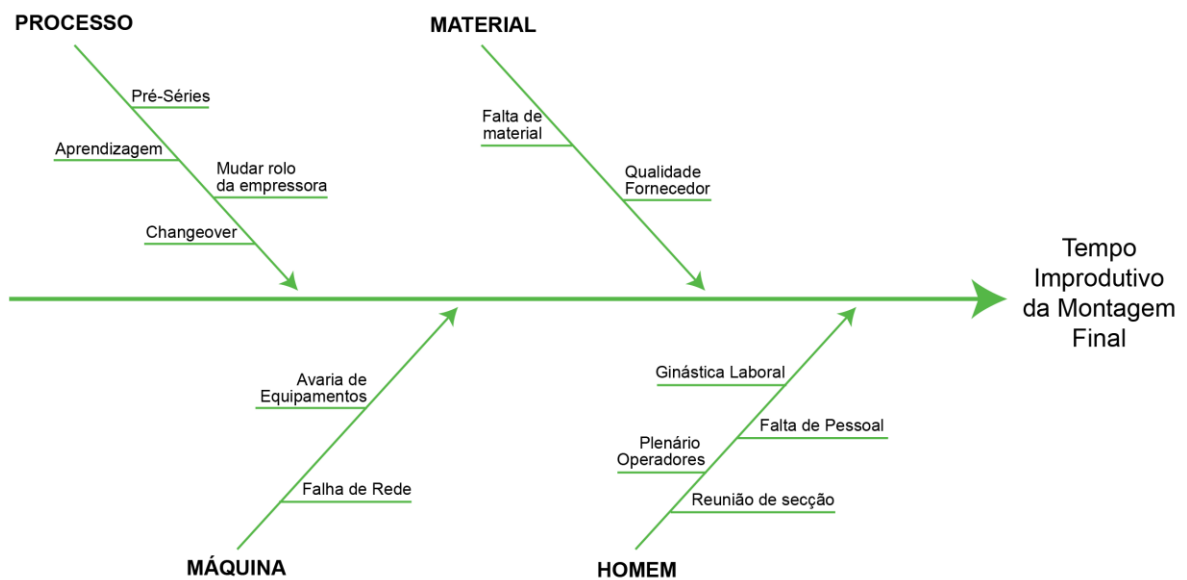 PROCESSO
Pré-Séries
Aprendizagem
Mudar rolo
da empressora
Changeover
MATERIAL
Falta de
material
Qualidade
Fornecedor
Tempo
Improdutivo
da Montagem
Final
Avaria de
Equipamentos
Falha de Rede
MÁQUINA
Ginástica Laboral
Falta de Pessoal
Plenário
Operadores
Reunião de secção
HOMEM